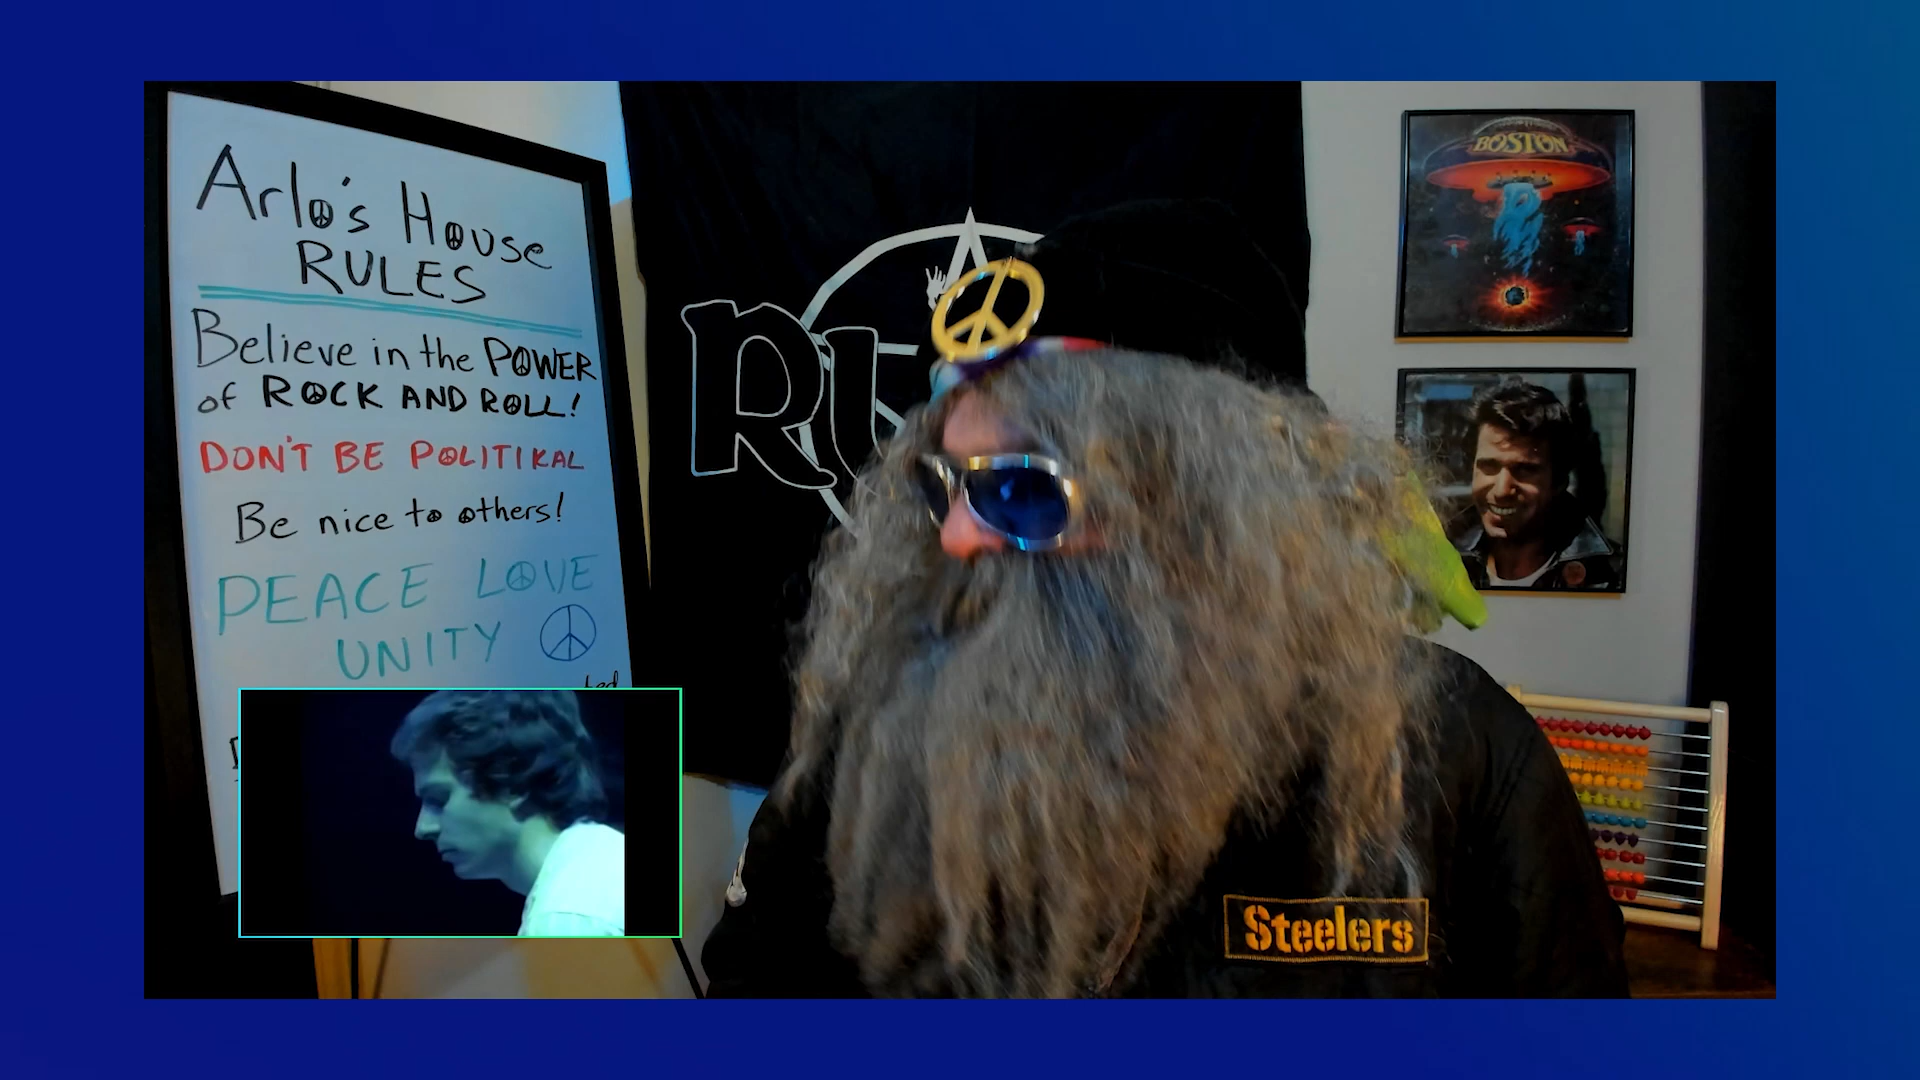 Arlo's House
RULES
Believe in the POWER
of ROCK AND ROLL!
DON'T BE POLITIKAL
Be nice to others!
PEACE LOVE
UNITY
BOSTON
Steelers